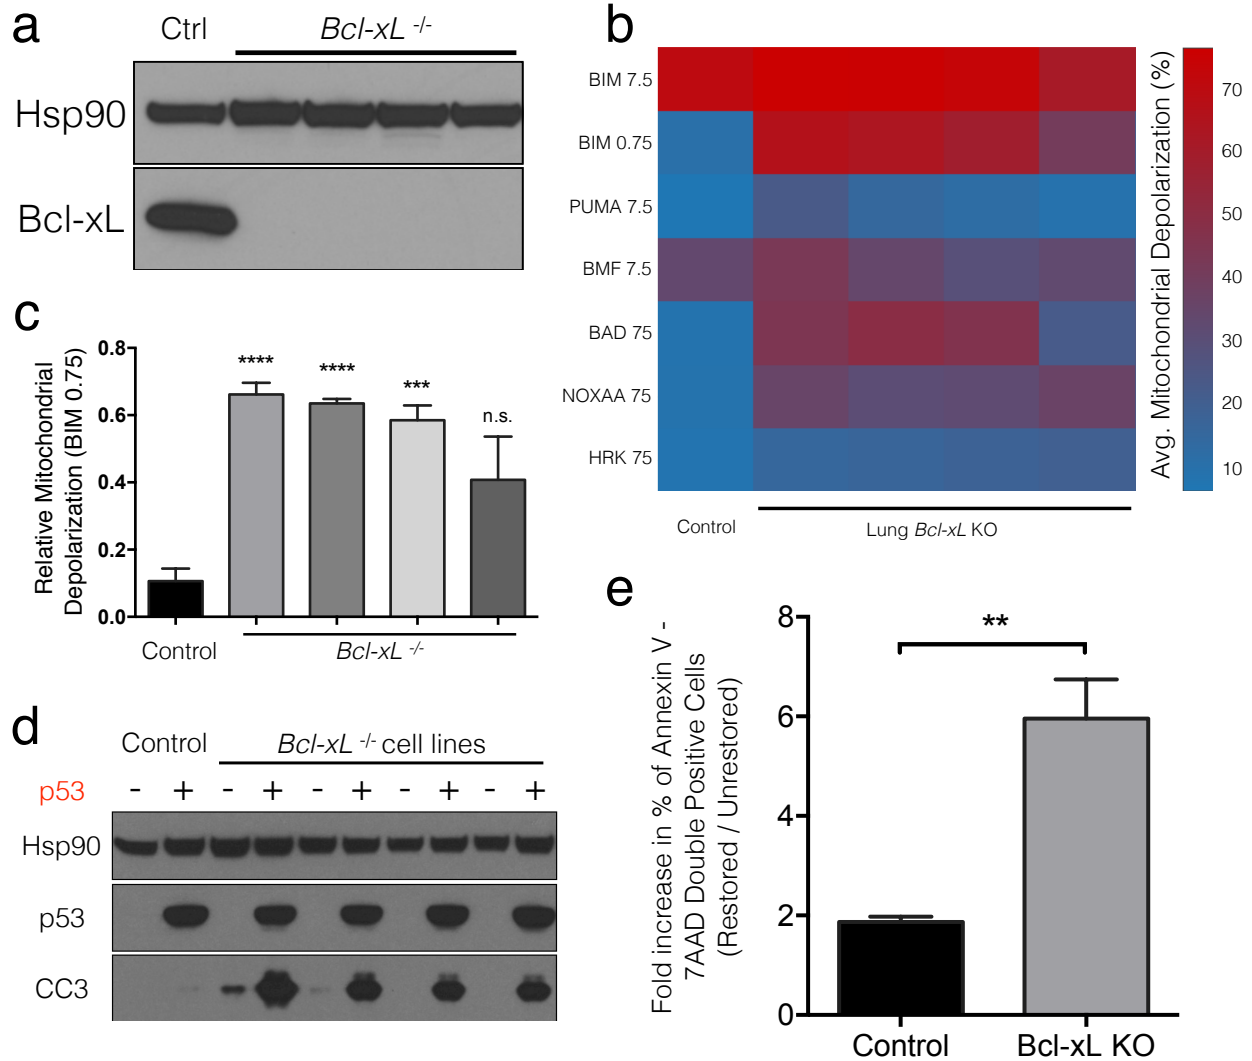 a
Ctrl
Bcl-xL -/-
Hsp90
Bcl-xL
b
BIM 7.5
BIM 0.75
PUMA 7.5
BMF 7.5
BAD 75
NOXAA 75
HRK 75
Control
Lung Bcl-xL KO
Avg. Mitochondrial Depolarization (%)
70
60
50
40
30
20
10
c
Relative Mitochondrial
Depolarization (BIM 0.75)
0.8
0.6
0.4
0.2
0.0
****
****
***
n.s.
Control
Bcl-xL -/-
d
Control
Bcl-xL -/- cell lines
p53 - + - + - + - + - +
Hsp90
p53
CC3
e
Fold increase in % of Annexin V -
7AAD Double Positive Cells
(Restored / Unrestored)
8
6
4
2
0
**
Control
Bcl-xL KO